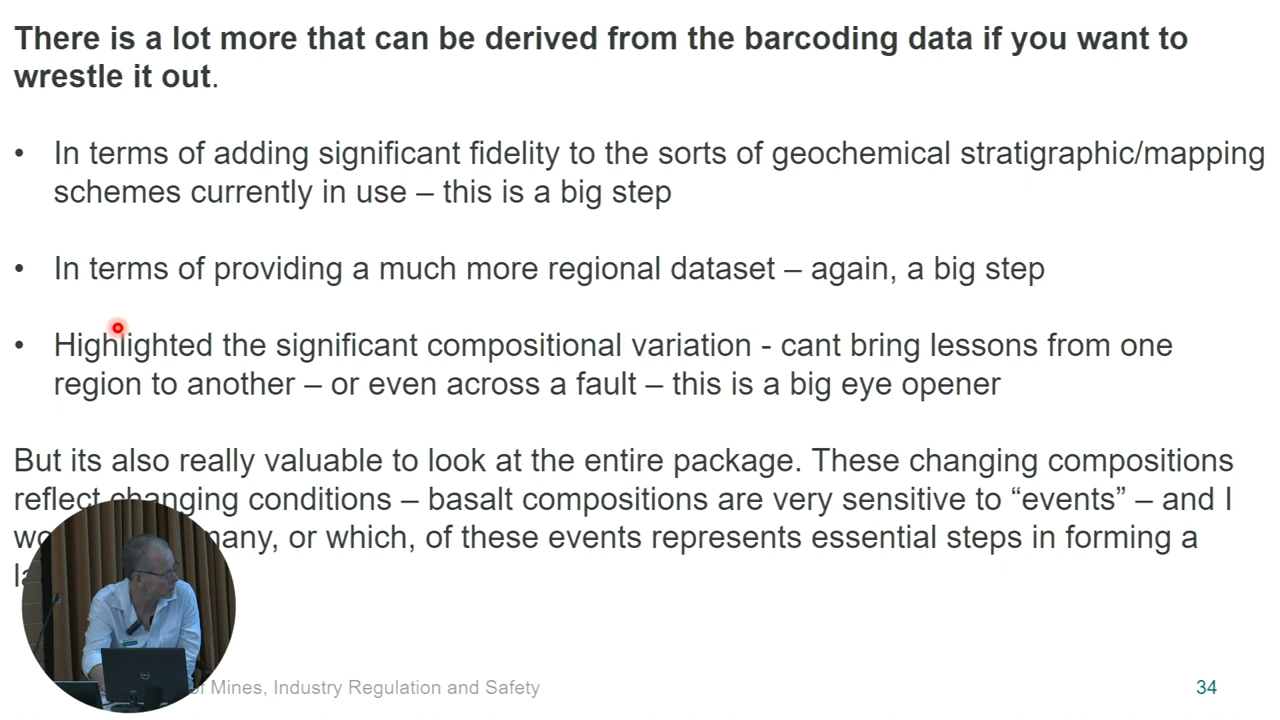 There is a lot more that can be derived from the barcoding data if you want to
wrestle it out.
• In terms of adding significant fidelity to the sorts of geochemical stratigraphic/mapping
schemes currently in use – this is a big step
• In terms of providing a much more regional dataset – again, a big step
• Highlighted the significant compositional variation - cant bring lessons from one
region to another – or even across a fault – this is a big eye opener
But its also really valuable to look at the entire package. These changing compositions
reflect changing conditions – basalt compositions are very sensitive to “events” – and I
many, or which, of these events represents essential steps in forming a
of Mines, Industry Regulation and Safety
34